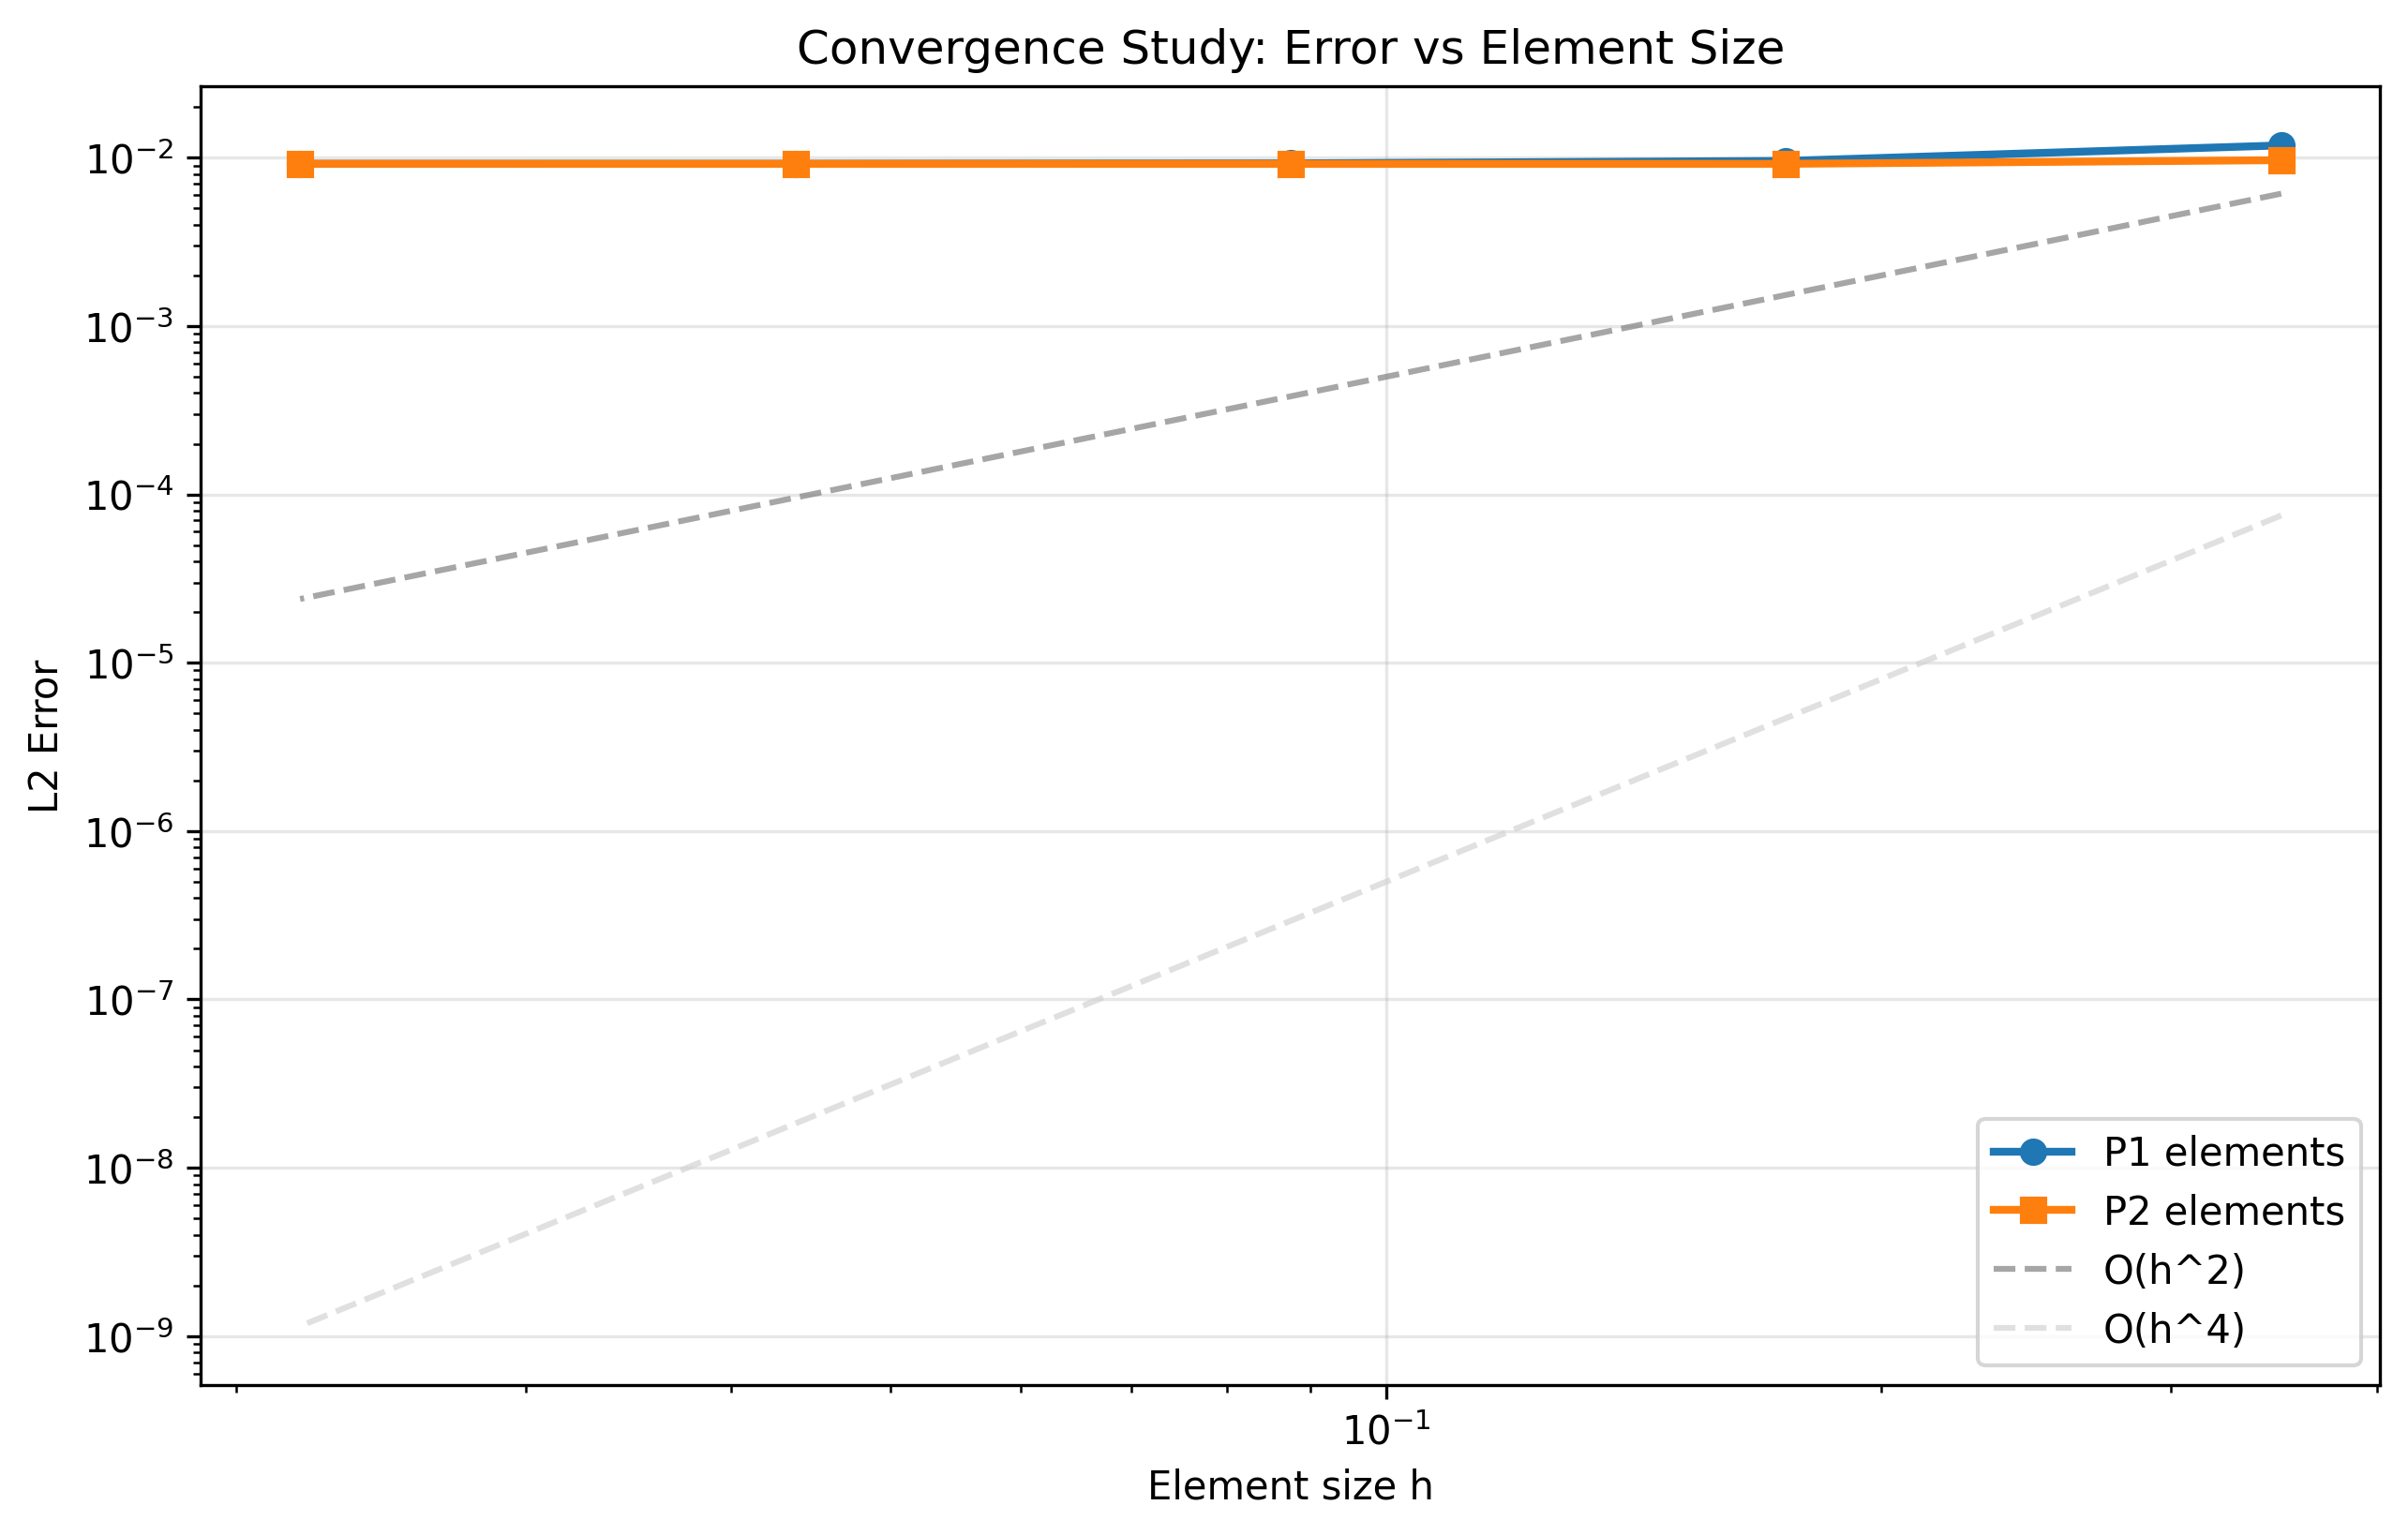 Convergence Study: Error vs Element Size
L2 Error
10⁻²
10⁻³
10⁻⁴
10⁻⁵
10⁻⁶
10⁻⁷
10⁻⁸
10⁻⁹
P1 elements
P2 elements
O(h^2)
O(h^4)
10⁻¹
Element size h